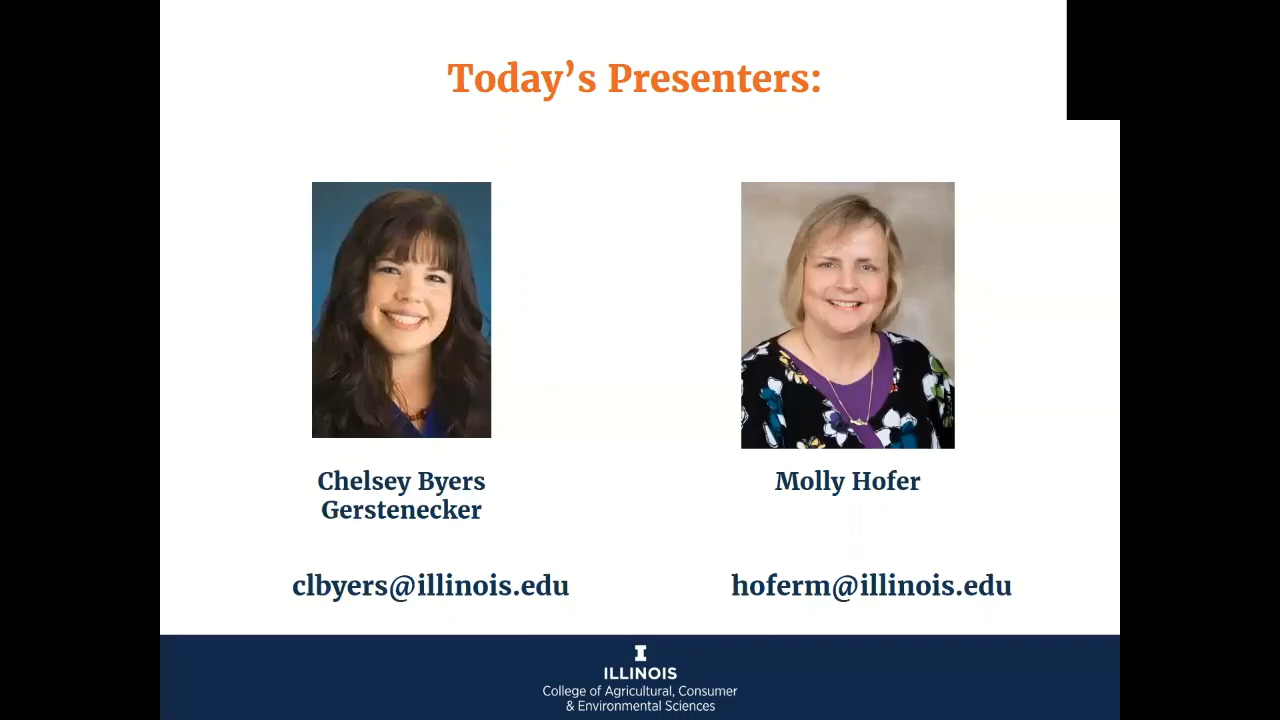 Today’s Presenters:
Chelsey Byers
Gerstenecker
Molly Hofer
clbyers@illinois.edu
hoferm@illinois.edu
I
ILLINOIS
College of Agricultural, Consumer
& Environmental Sciences